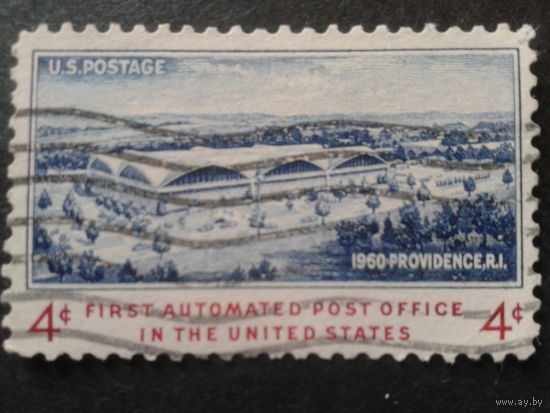 U.S. POSTAGE
1960·PROVIDENCE, R.I.
4¢ FIRST AUTOMATED POST OFFICE 4¢
IN THE UNITED STATES
www.ay.by